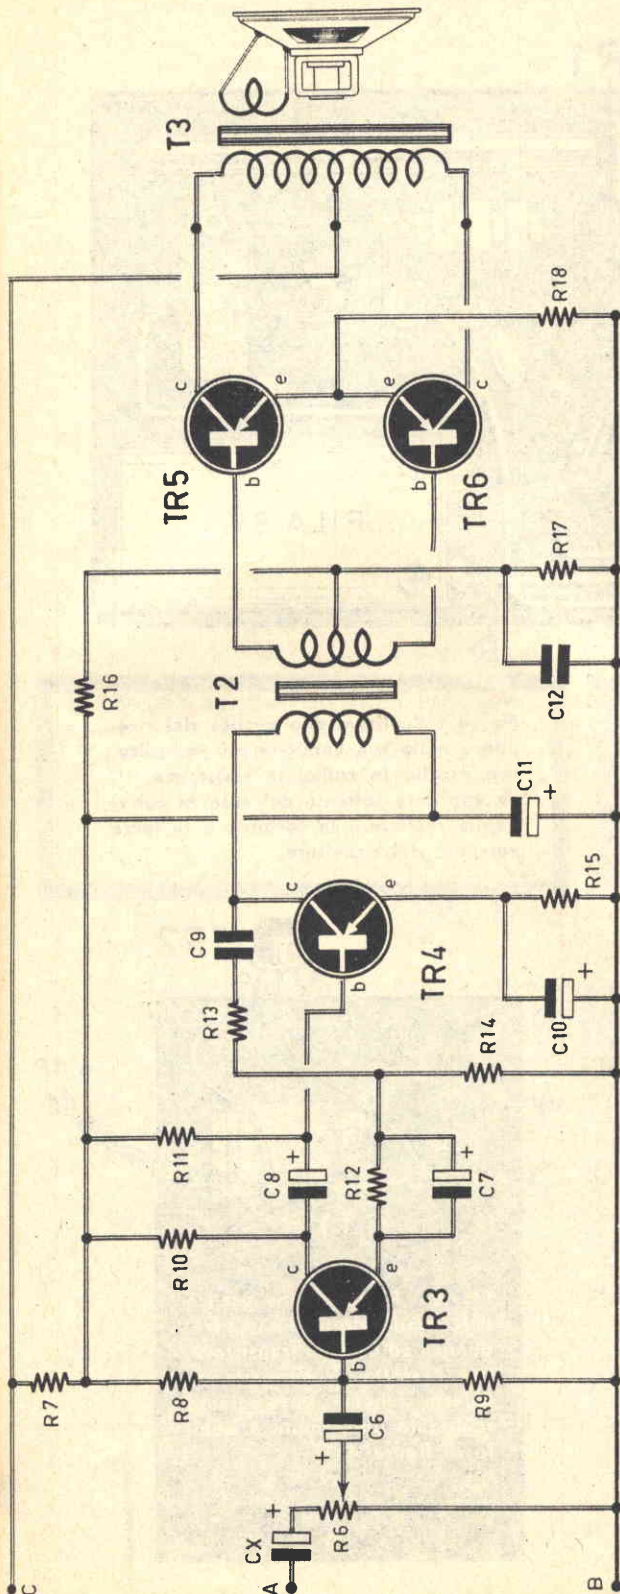 C
A
B
CX
+
R6
+
C6
R7
R8
R9
b
c
e
TR3
R10
R11
C8
+
R12
C7
+
R13
C9
R14
b
c
e
TR4
C10
+
R15
C11
+
R16
T2
C12
R17
TR5
b
c
e
TR6
b
e
c
R18
T3